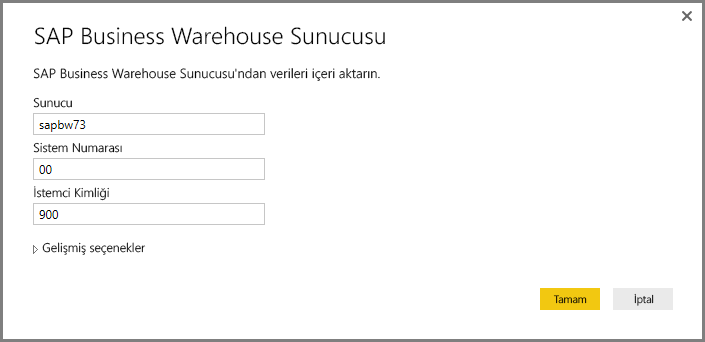 SAP Business Warehouse Sunucusu
SAP Business Warehouse Sunucusu'ndan verileri içeri aktarın.
Sunucu
sapbw73
Sistem Numarası
00
İstemci Kimliği
900
Gelişmiş seçenekler
Tamam
İptal